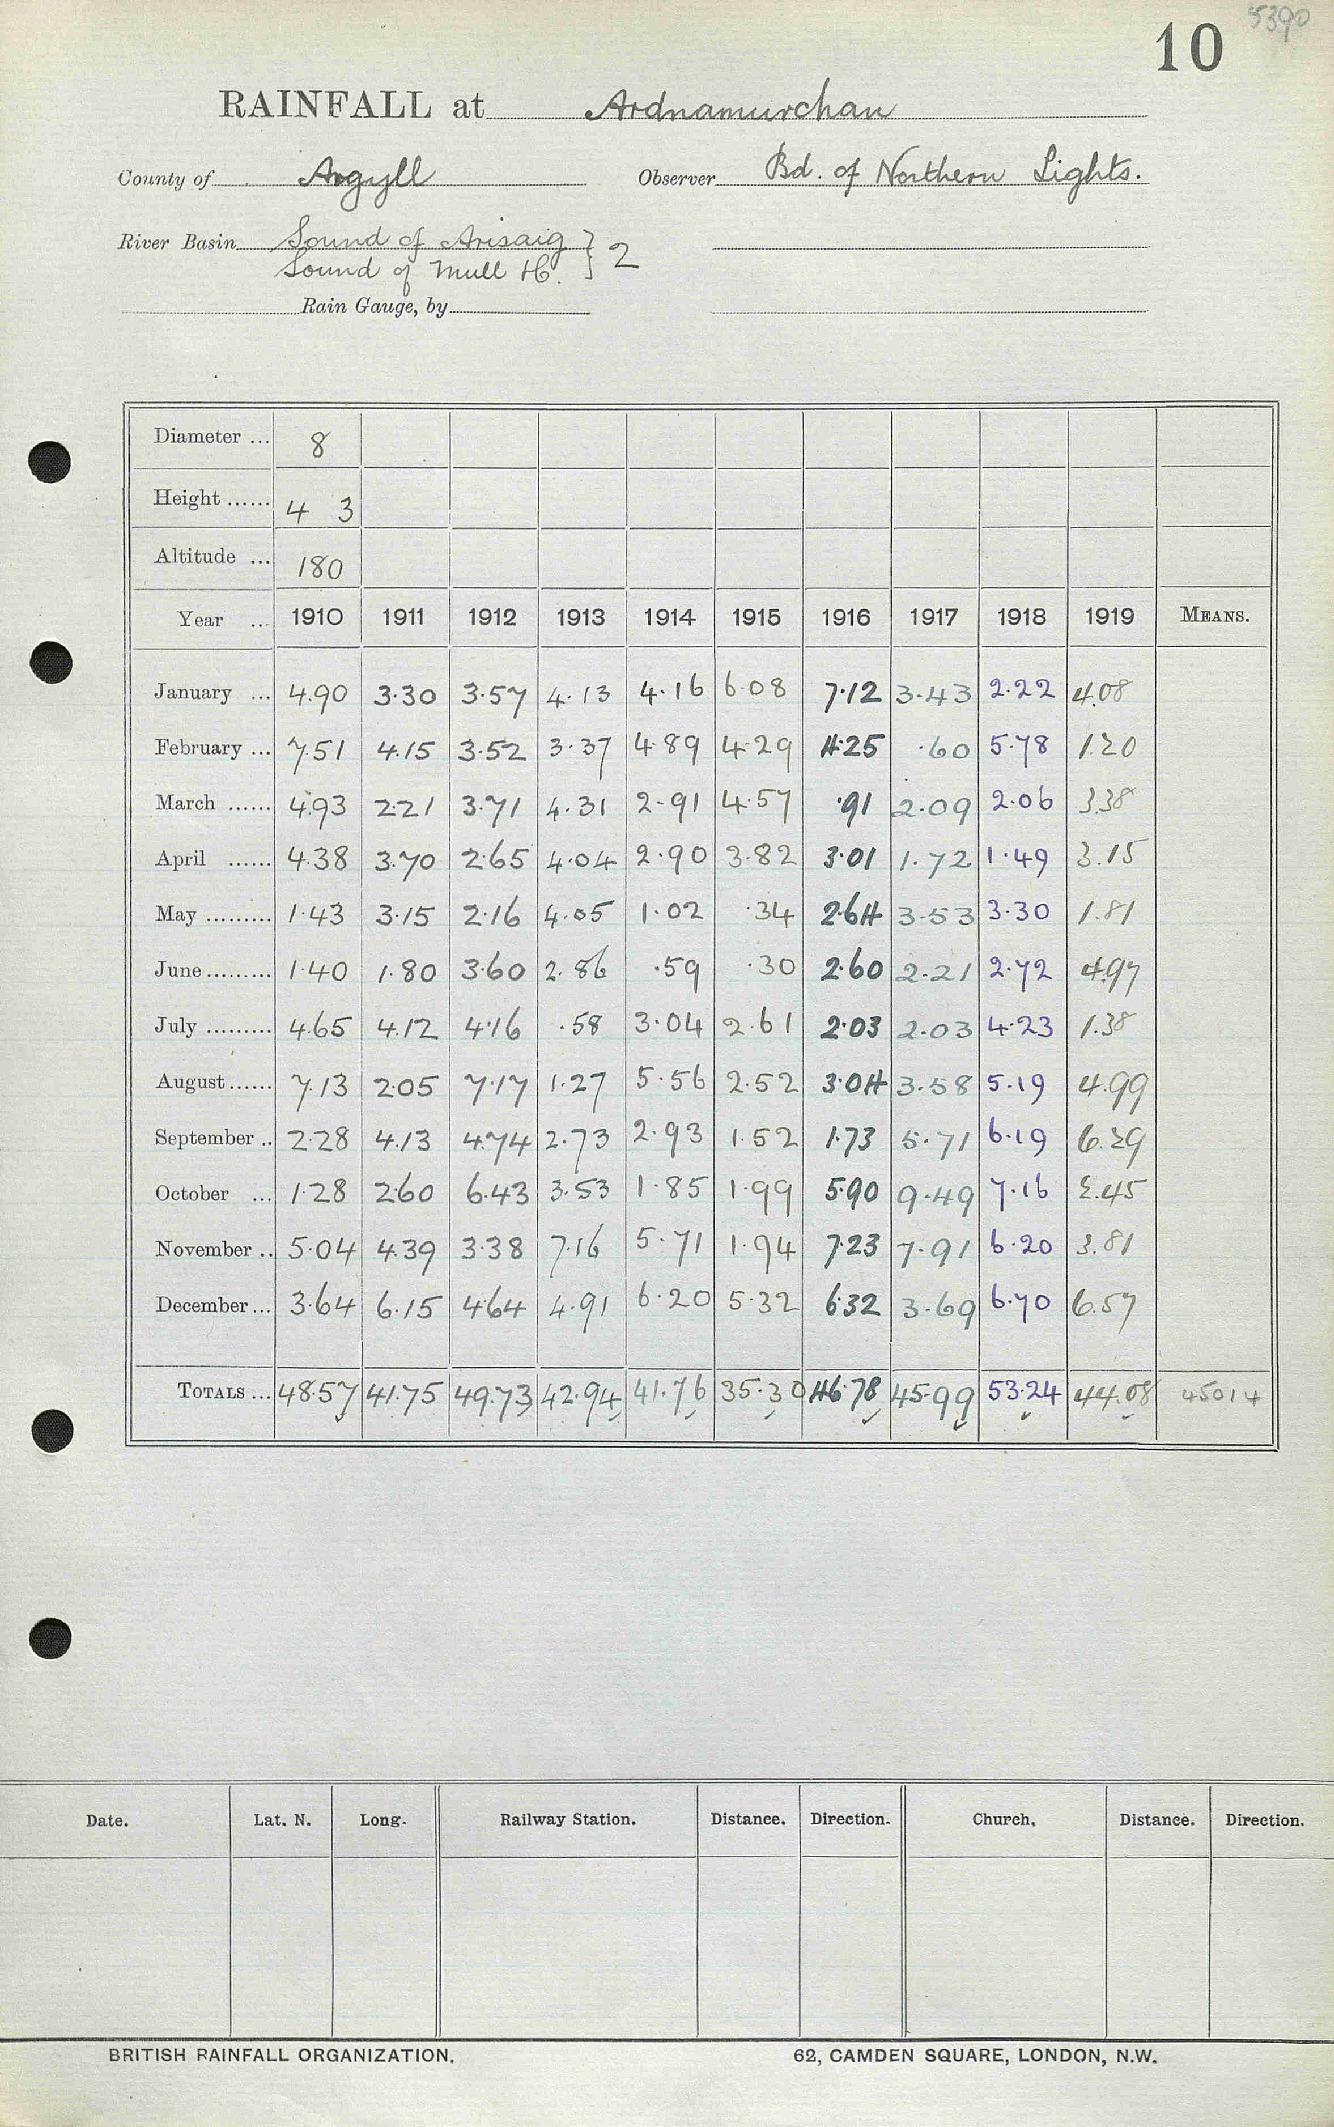 5390
10
RAINFALL at Ardnamurchan
County of Argyll Observer Bd. of Northern Lights.
River Basin Sound of Arisaig } 2
Sound of Mull H.
Rain Gauge, by
Diameter ... 8
Height ...... 4 3
Altitude ... 180
Year ... 1910 1911 1912 1913 1914 1915 1916 1917 1918 1919 MEANS.
January ... 4.90 3.30 3.57 4.13 4.16 6.08 7.12 3.43 2.22 4.08
February ... 7.51 4.15 3.52 3.37 4.89 4.29 4.25 .60 5.78 1.20
March ...... 4.93 2.21 3.71 4.31 2.91 4.57 .91 2.09 2.06 3.38
April ...... 4.38 3.70 2.65 4.04 2.90 3.82 3.01 1.72 1.49 3.15
May ......... 1.43 3.15 2.16 4.05 1.02 .34 2.64 3.53 3.30 1.81
June ......... 1.40 1.80 3.60 2.86 .59 .30 2.60 2.21 2.72 4.97
July ......... 4.65 4.12 4.16 .58 3.04 2.61 2.03 2.03 4.23 1.38
August ...... 7.13 2.05 7.17 1.27 5.56 2.52 3.04 3.58 5.19 4.99
September .. 2.28 4.13 4.74 2.73 2.93 1.52 1.73 5.71 6.19 6.29
October ... 1.28 2.60 6.43 3.53 1.85 1.99 5.90 9.49 7.16 2.45
November .. 5.04 4.39 3.38 7.16 5.71 1.94 7.23 7.91 6.20 3.81
December ... 3.64 6.15 4.64 4.91 6.20 5.32 6.32 3.69 6.70 6.57
TOTALS ... 48.57 41.75 49.73 42.94 41.76 35.30 46.78 45.99 53.24 44.08 45014
Date. Lat. N. Long. Railway Station. Distance. Direction. Church. Distance. Direction.
BRITISH RAINFALL ORGANIZATION. 62, CAMDEN SQUARE, LONDON, N.W.